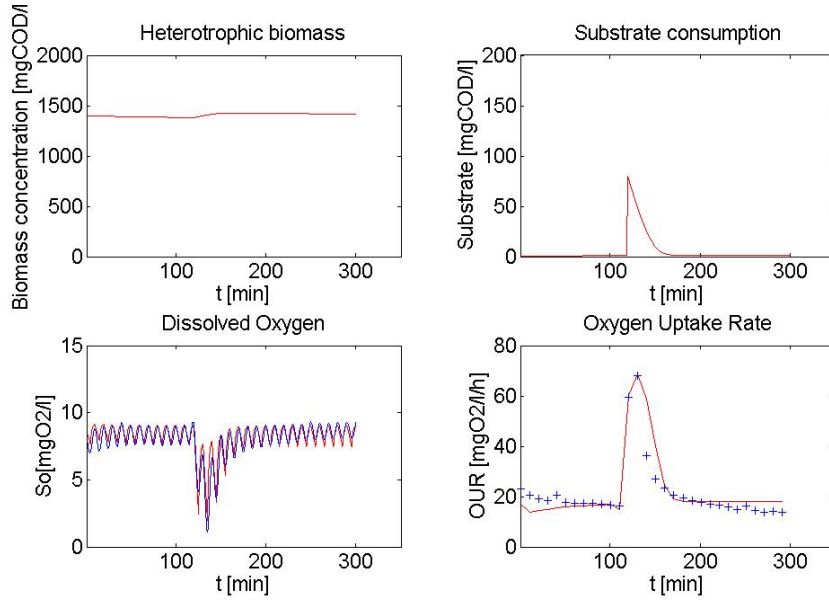 Heterotrophic biomass
Biomass concentration [mgCOD/l
2000
1500
1000
500
0
100
200
300
t [min]
Substrate consumption
Substrate [mgCOD/l]
200
150
100
50
0
100
200
300
t [min]
Dissolved Oxygen
So[mgO2/l]
15
10
5
0
100
200
300
t [min]
Oxygen Uptake Rate
OUR [mgO2/l/h]
80
60
40
20
0
100
200
300
t [min]